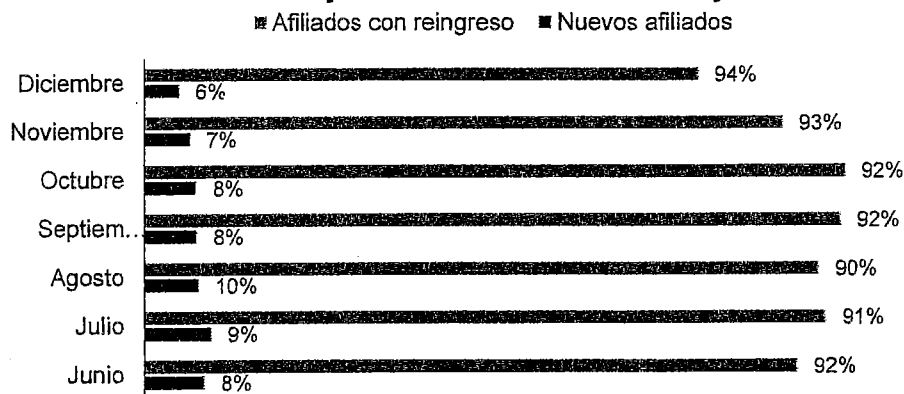 Afiliados con reingreso Nuevos afiliados
Diciembre 94%
6%
Noviembre 93%
7%
Octubre 92%
8%
Septiem... 92%
8%
Agosto 90%
10%
Julio 91%
9%
Junio 92%
8%